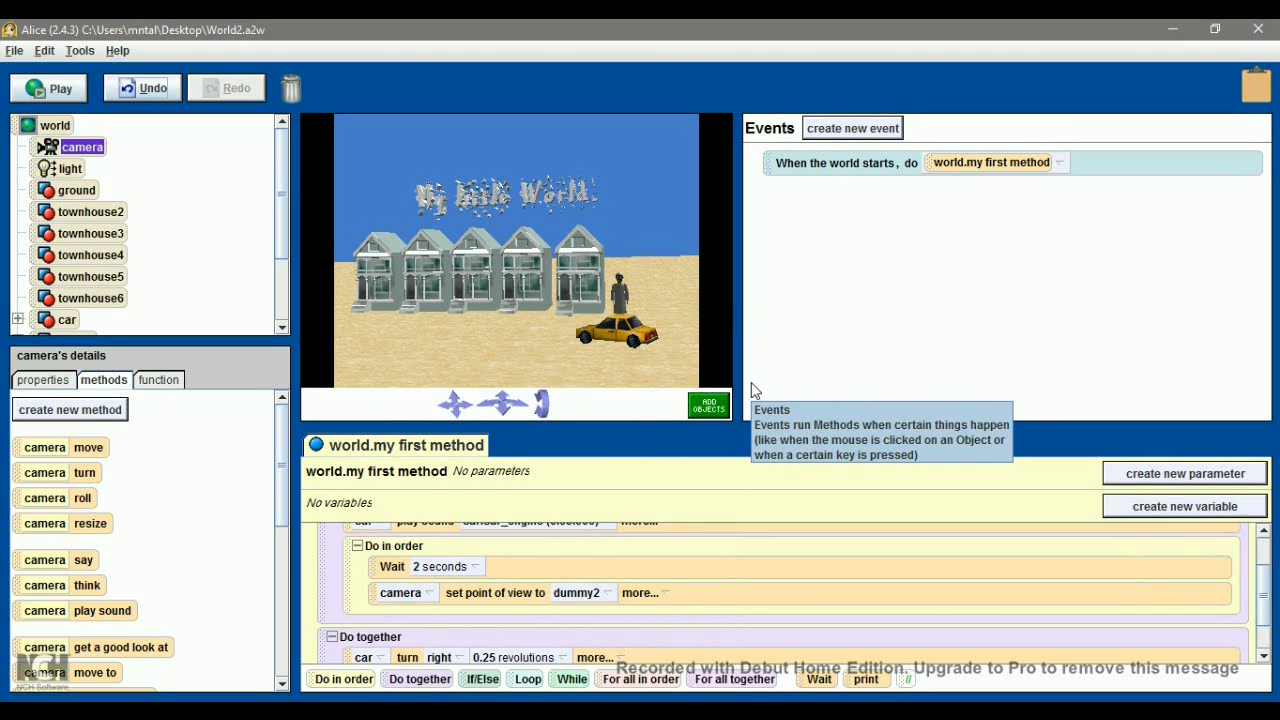 Alice (2.4.3) C:\Users\mntal\Desktop\World2.a2w
File Edit Tools Help
Play Undo Redo
world
camera
light
ground
townhouse2
townhouse3
townhouse4
townhouse5
townhouse6
car
My little World!
ADD OBJECTS
Events create new event
When the world starts, do world.my first method
Events
Events run Methods when certain things happen
(like when the mouse is clicked on an Object or
when a certain key is pressed)
camera's details
properties methods function
create new method
camera move
camera turn
camera roll
camera resize
camera say
camera think
camera play sound
camera get a good look at
camera move to
NCH Software
world.my first method
world.my first method No parameters
create new parameter
No variables
create new variable
Do in order
Wait 2 seconds
camera set point of view to dummy2 more...
Do together
car turn right 0.25 revolutions more...
Recorded with Debut Home Edition. Upgrade to Pro to remove this message
Do in order Do together If/Else Loop While For all in order For all together Wait print //